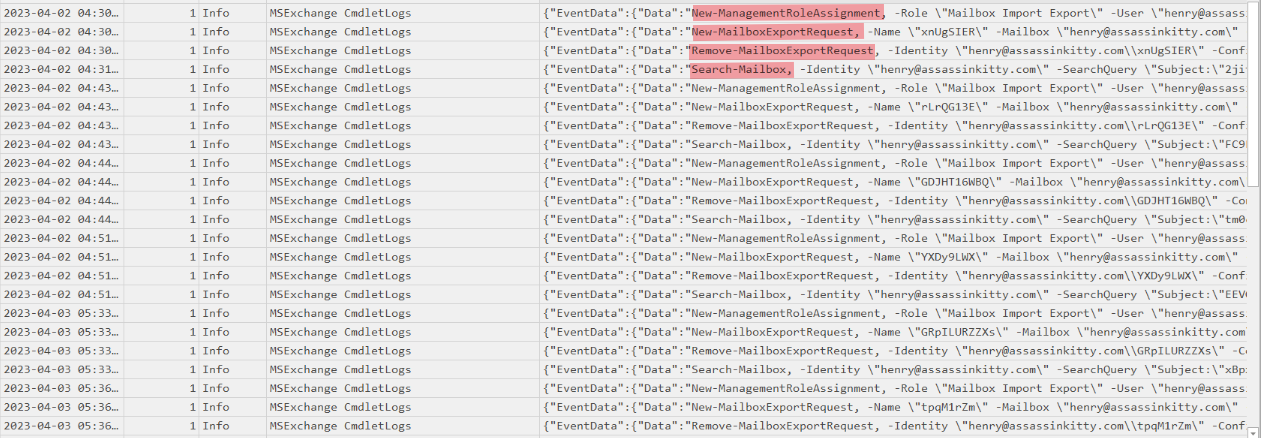 2023-04-02 04:30... 1 Info MSExchange CmdletLogs {"EventData":{"Data":"New-ManagementRoleAssignment, -Role \"Mailbox Import Export\" -User \"henry@assass
2023-04-02 04:30... 1 Info MSExchange CmdletLogs {"EventData":{"Data":"New-MailboxExportRequest, -Name \"xnUgSIER\" -Mailbox \"henry@assassinkitty.com\"
2023-04-02 04:30... 1 Info MSExchange CmdletLogs {"EventData":{"Data":"Remove-MailboxExportRequest, -Identity \"henry@assassinkitty.com\\xnUgSIER\" -Conf
2023-04-02 04:31... 1 Info MSExchange CmdletLogs {"EventData":{"Data":"Search-Mailbox, -Identity \"henry@assassinkitty.com\" -SearchQuery \"Subject:\"2ji
2023-04-02 04:43... 1 Info MSExchange CmdletLogs {"EventData":{"Data":"New-ManagementRoleAssignment, -Role \"Mailbox Import Export\" -User \"henry@assass
2023-04-02 04:43... 1 Info MSExchange CmdletLogs {"EventData":{"Data":"New-MailboxExportRequest, -Name \"rLrQG13E\" -Mailbox \"henry@assassinkitty.com\"
2023-04-02 04:43... 1 Info MSExchange CmdletLogs {"EventData":{"Data":"Remove-MailboxExportRequest, -Identity \"henry@assassinkitty.com\\rLrQG13E\" -Conf
2023-04-02 04:43... 1 Info MSExchange CmdletLogs {"EventData":{"Data":"Search-Mailbox, -Identity \"henry@assassinkitty.com\" -SearchQuery \"Subject:\"FC9
2023-04-02 04:44... 1 Info MSExchange CmdletLogs {"EventData":{"Data":"New-ManagementRoleAssignment, -Role \"Mailbox Import Export\" -User \"henry@assass
2023-04-02 04:44... 1 Info MSExchange CmdletLogs {"EventData":{"Data":"New-MailboxExportRequest, -Name \"GDJHT16WBQ\" -Mailbox \"henry@assassinkitty.com\
2023-04-02 04:44... 1 Info MSExchange CmdletLogs {"EventData":{"Data":"Remove-MailboxExportRequest, -Identity \"henry@assassinkitty.com\\GDJHT16WBQ\" -Co
2023-04-02 04:44... 1 Info MSExchange CmdletLogs {"EventData":{"Data":"Search-Mailbox, -Identity \"henry@assassinkitty.com\" -SearchQuery \"Subject:\"tm0
2023-04-02 04:51... 1 Info MSExchange CmdletLogs {"EventData":{"Data":"New-ManagementRoleAssignment, -Role \"Mailbox Import Export\" -User \"henry@assass
2023-04-02 04:51... 1 Info MSExchange CmdletLogs {"EventData":{"Data":"New-MailboxExportRequest, -Name \"YXDy9LWX\" -Mailbox \"henry@assassinkitty.com\"
2023-04-02 04:51... 1 Info MSExchange CmdletLogs {"EventData":{"Data":"Remove-MailboxExportRequest, -Identity \"henry@assassinkitty.com\\YXDy9LWX\" -Conf
2023-04-02 04:51... 1 Info MSExchange CmdletLogs {"EventData":{"Data":"Search-Mailbox, -Identity \"henry@assassinkitty.com\" -SearchQuery \"Subject:\"EEV
2023-04-03 05:33... 1 Info MSExchange CmdletLogs {"EventData":{"Data":"New-ManagementRoleAssignment, -Role \"Mailbox Import Export\" -User \"henry@assass
2023-04-03 05:33... 1 Info MSExchange CmdletLogs {"EventData":{"Data":"New-MailboxExportRequest, -Name \"GRpILURZZXs\" -Mailbox \"henry@assassinkitty.com
2023-04-03 05:33... 1 Info MSExchange CmdletLogs {"EventData":{"Data":"Remove-MailboxExportRequest, -Identity \"henry@assassinkitty.com\\GRpILURZZXs\" -C
2023-04-03 05:33... 1 Info MSExchange CmdletLogs {"EventData":{"Data":"Search-Mailbox, -Identity \"henry@assassinkitty.com\" -SearchQuery \"Subject:\"xBp
2023-04-03 05:36... 1 Info MSExchange CmdletLogs {"EventData":{"Data":"New-ManagementRoleAssignment, -Role \"Mailbox Import Export\" -User \"henry@assass
2023-04-03 05:36... 1 Info MSExchange CmdletLogs {"EventData":{"Data":"New-MailboxExportRequest, -Name \"tpqM1rZm\" -Mailbox \"henry@assassinkitty.com\"
2023-04-03 05:36... 1 Info MSExchange CmdletLogs {"EventData":{"Data":"Remove-MailboxExportRequest, -Identity \"henry@assassinkitty.com\\tpqM1rZm\" -Conf